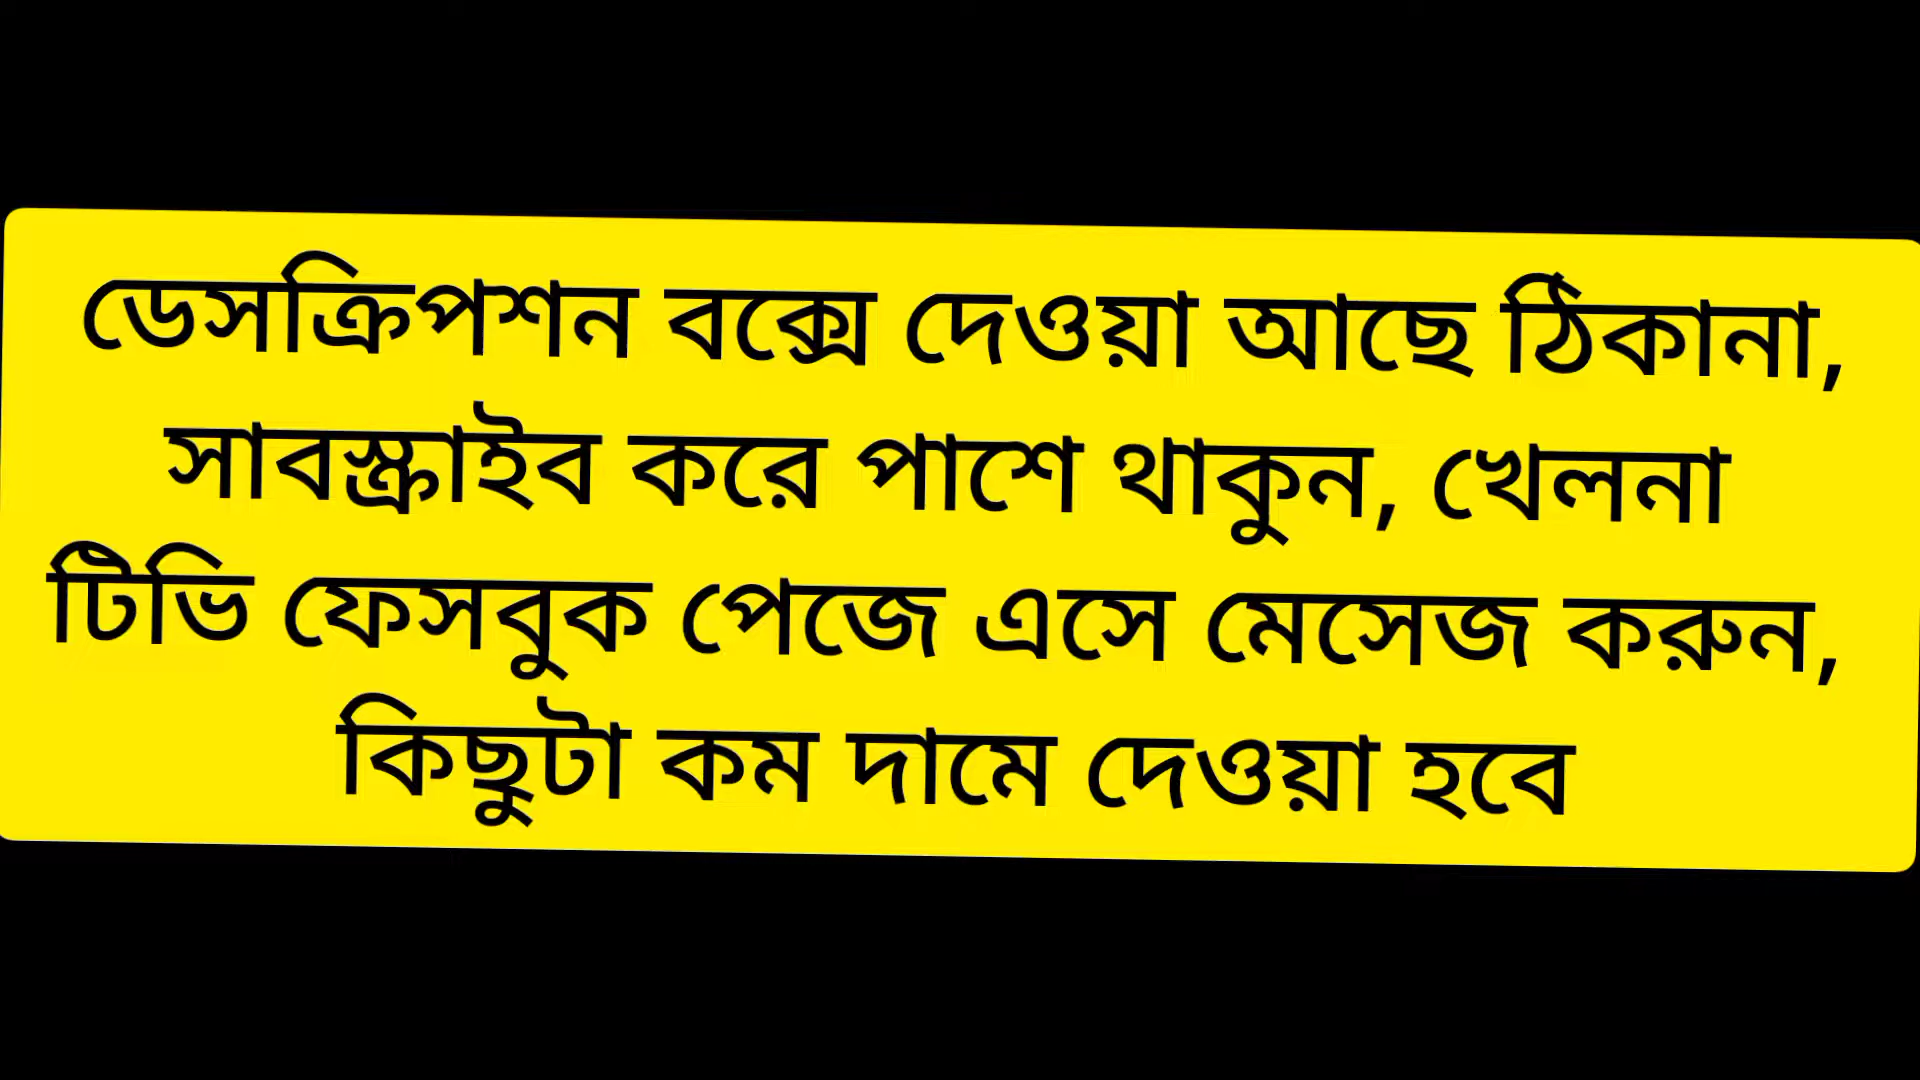 ডেসক্রিপশন বক্সে দেওয়া আছে ঠিকানা,
সাবস্ক্রাইব করে পাশে থাকুন, খেলনা
টিভি ফেসবুক পেজে এসে মেসেজ করুন,
কিছুটা কম দামে দেওয়া হবে